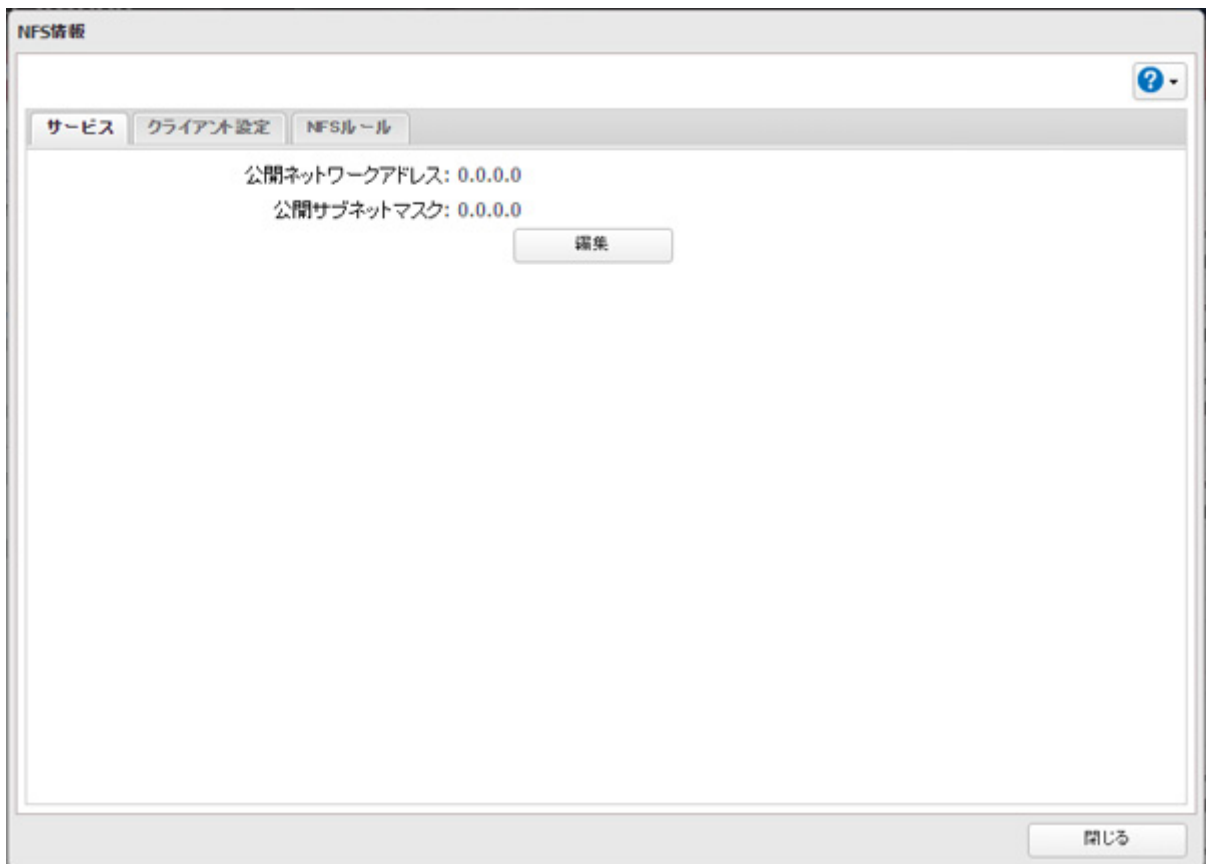 NFS情報
サービス クライアント設定 NFSルール
公開ネットワークアドレス: 0.0.0.0
公開サブネットマスク: 0.0.0.0
編集
閉じる